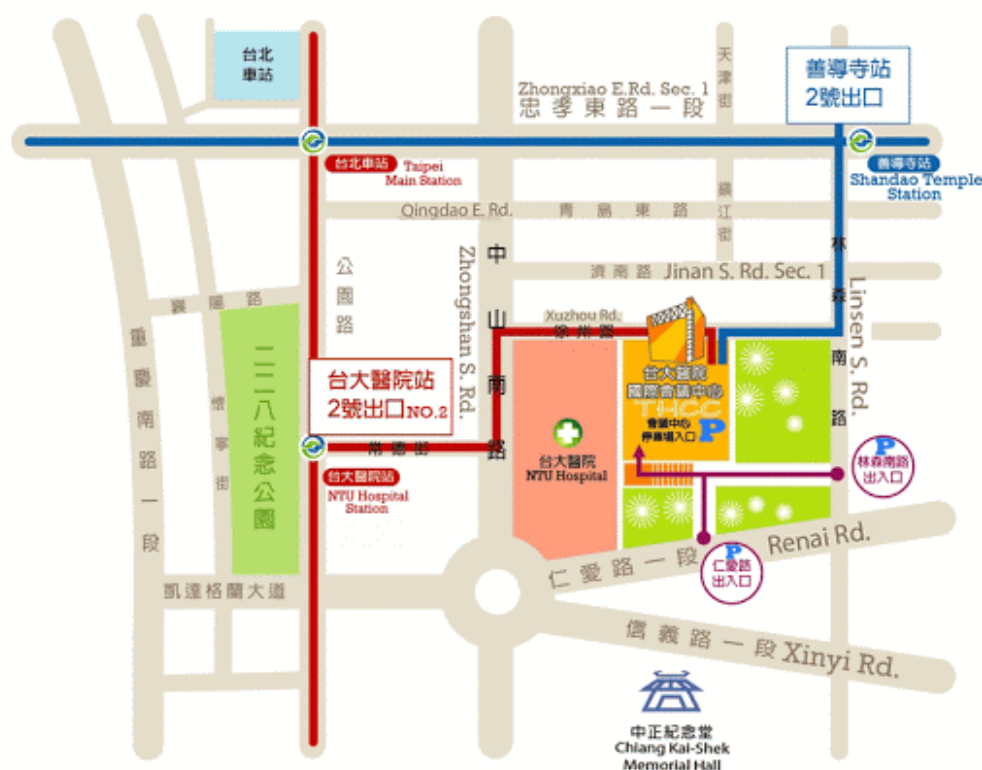 台北
車站
天津街
善導寺站
2號出口
Zhongxiao E.Rd. Sec. 1
忠孝東路一段
台北車站 Taipei
Main Station
善導寺站
Shandao Temple
Station
鎮江街
Qingdao E. Rd.
青島東路
公園路
Zhongshan S. Rd.
中山南路
濟南路 Jinan S. Rd. Sec. 1
林森南路
Linsen S. Rd.
襄陽路
重慶南路一段
懷寧街
二二八紀念公園
Xuzhou Rd.
徐州路
台大醫院站
2號出口NO.2
台大醫院
國際會議中心
THCC
會議中心
停車場入口 P
常德街
台大醫院站
NTU Hospital
Station
台大醫院
NTU Hospital
P
林森南路
出入口
P
仁愛路
出入口
仁愛路一段 Renai Rd.
凱達格蘭大道
信義路一段 Xinyi Rd.
中正紀念堂
Chiang Kai-Shek
Memorial Hall